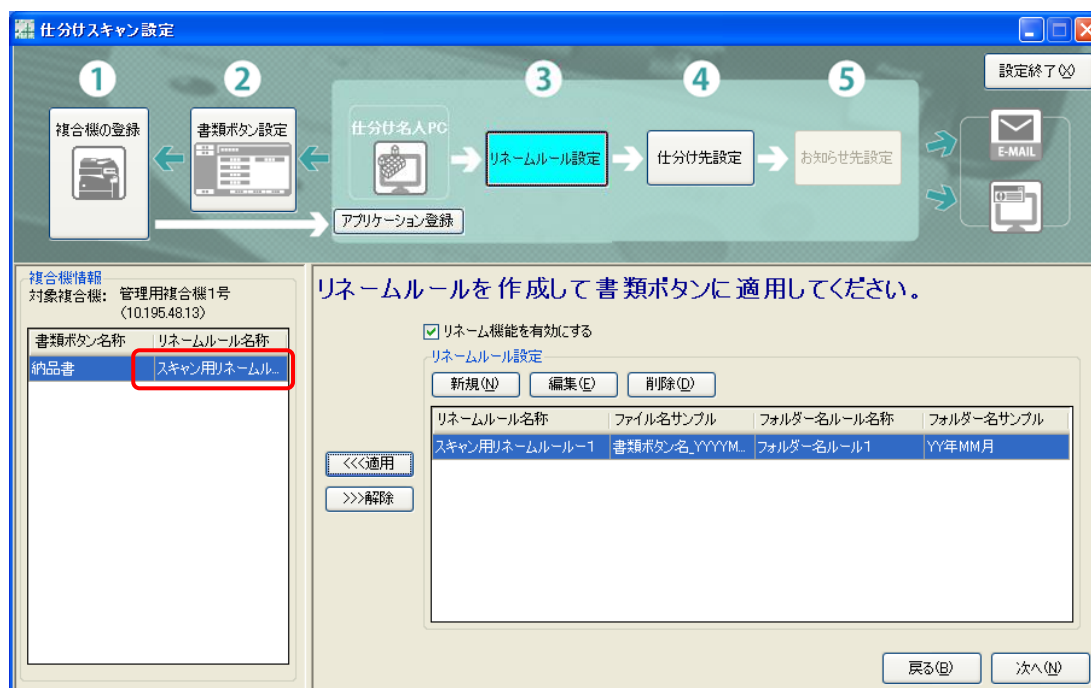 仕分けスキャン設定
設定終了(X)
1
2
3
4
5
複合機の登録
書類ボタン設定
仕分け名人PC
リネームルール設定
仕分け先設定
お知らせ先設定
E-MAIL
アプリケーション登録
複合機情報
対象複合機: 管理用複合機1号
(10.195.48.13)
書類ボタン名称 リネームルール名称
納品書 スキャン用リネームル...
リネームルールを作成して書類ボタンに適用してください。
リネーム機能を有効にする
リネームルール設定
新規(N) 編集(E) 削除(D)
リネームルール名称 ファイル名サンプル フォルダー名ルール名称 フォルダー名サンプル
スキャン用リネームルールー1 書類ボタン名_YYYYM... フォルダー名ルール1 YY年MM月
<<<適用
>>>解除
戻る(B) 次へ(N)